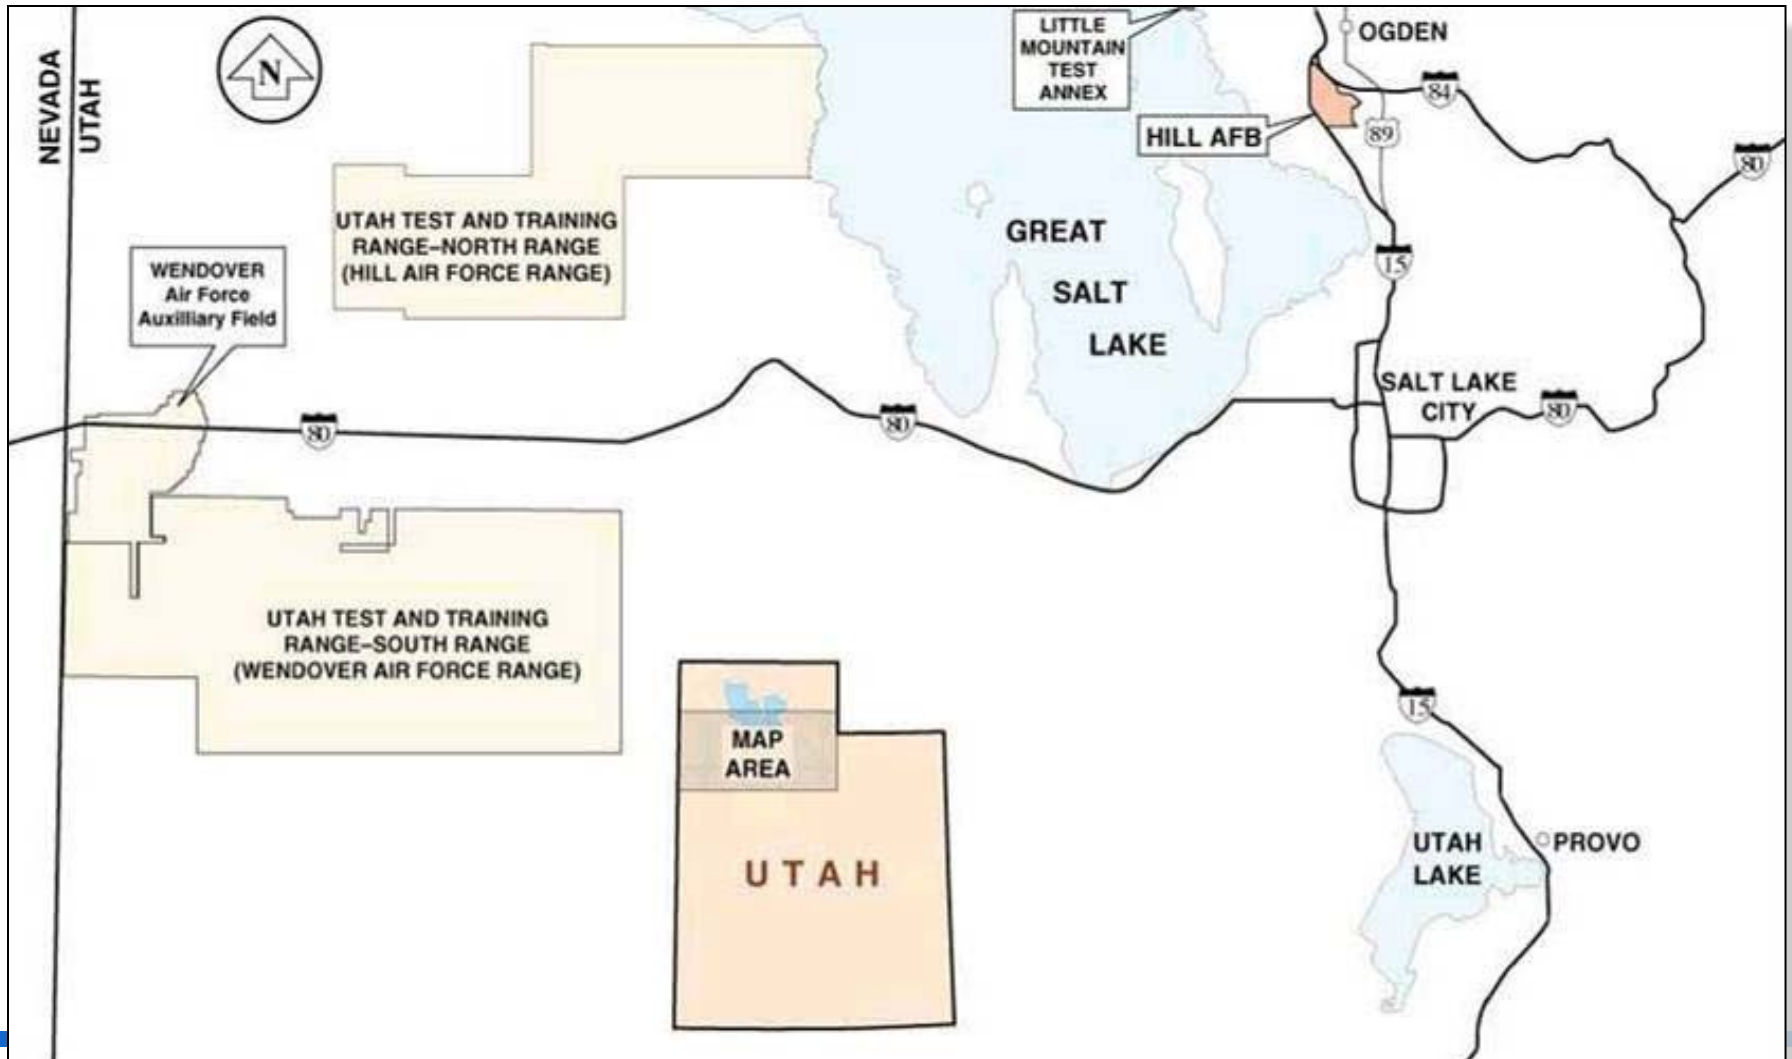 NEVADA
UTAH
N
LITTLE
MOUNTAIN
TEST
ANNEX
OGDEN
84
HILL AFB
89
80
UTAH TEST AND TRAINING
RANGE–NORTH RANGE
(HILL AIR FORCE RANGE)
GREAT
SALT
LAKE
15
WENDOVER
Air Force
Auxilliary Field
80
80
SALT LAKE
CITY
80
UTAH TEST AND TRAINING
RANGE–SOUTH RANGE
(WENDOVER AIR FORCE RANGE)
MAP
AREA
UTAH
15
UTAH
LAKE
PROVO